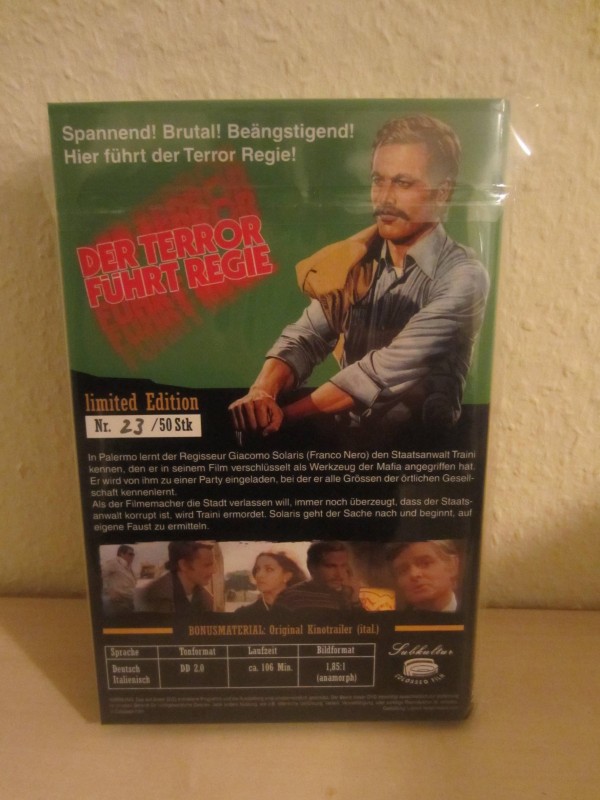 Spannend! Brutal! Beängstigend!
Hier führt der Terror Regie!
DER TERROR
FÜHRT REGIE
limited Edition
Nr. 23 /50 Stk
In Palermo lernt der Regisseur Giacomo Solaris (Franco Nero) den Staatsanwalt Traini
kennen, den er in seinem Film verschlüsselt als Werkzeug der Mafia angegriffen hat.
Er wird von ihm zu einer Party eingeladen, bei der er alle Grössen der örtlichen Gesell-
schaft kennenlernt.
Als der Filmemacher die Stadt verlassen will, immer noch überzeugt, dass der Staats-
anwalt korrupt ist, wird Traini ermordet. Solaris geht der Sache nach und beginnt, auf
eigene Faust zu ermitteln.
BONUSMATERIAL: Original Kinotrailer (ital.)
Sprache Tonformat Laufzeit Bildformat
Deutsch DD 2.0 ca. 106 Min. 1,85:1
Italienisch (anamorph)
Subkultur